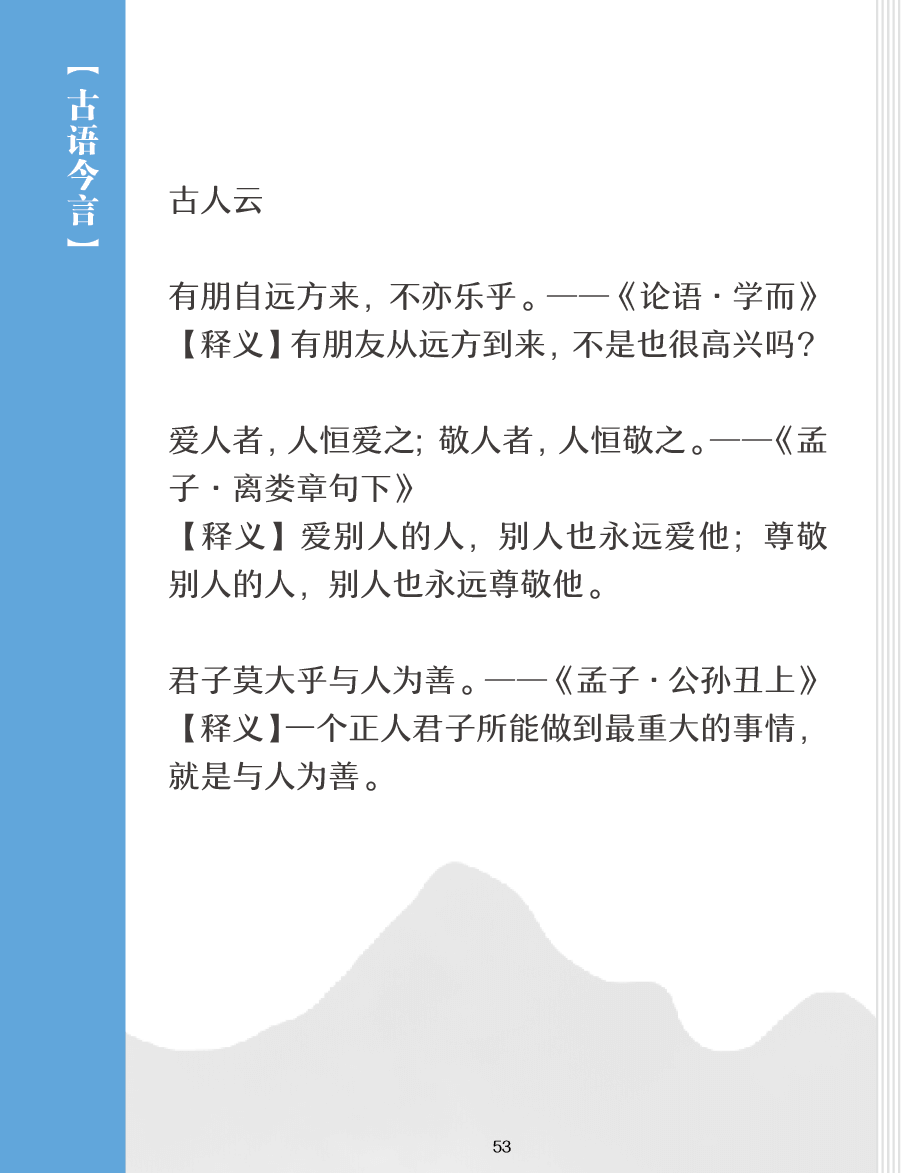 【古语今言】
古人云
有朋自远方来，不亦乐乎。——《论语·学而》
【释义】有朋友从远方到来，不是也很高兴吗？
爱人者，人恒爱之；敬人者，人恒敬之。——《孟
子·离娄章句下》
【释义】爱别人的人，别人也永远爱他；尊敬
别人的人，别人也永远尊敬他。
君子莫大乎与人为善。——《孟子·公孙丑上》
【释义】一个正人君子所能做到最重大的事情，
就是与人为善。
53